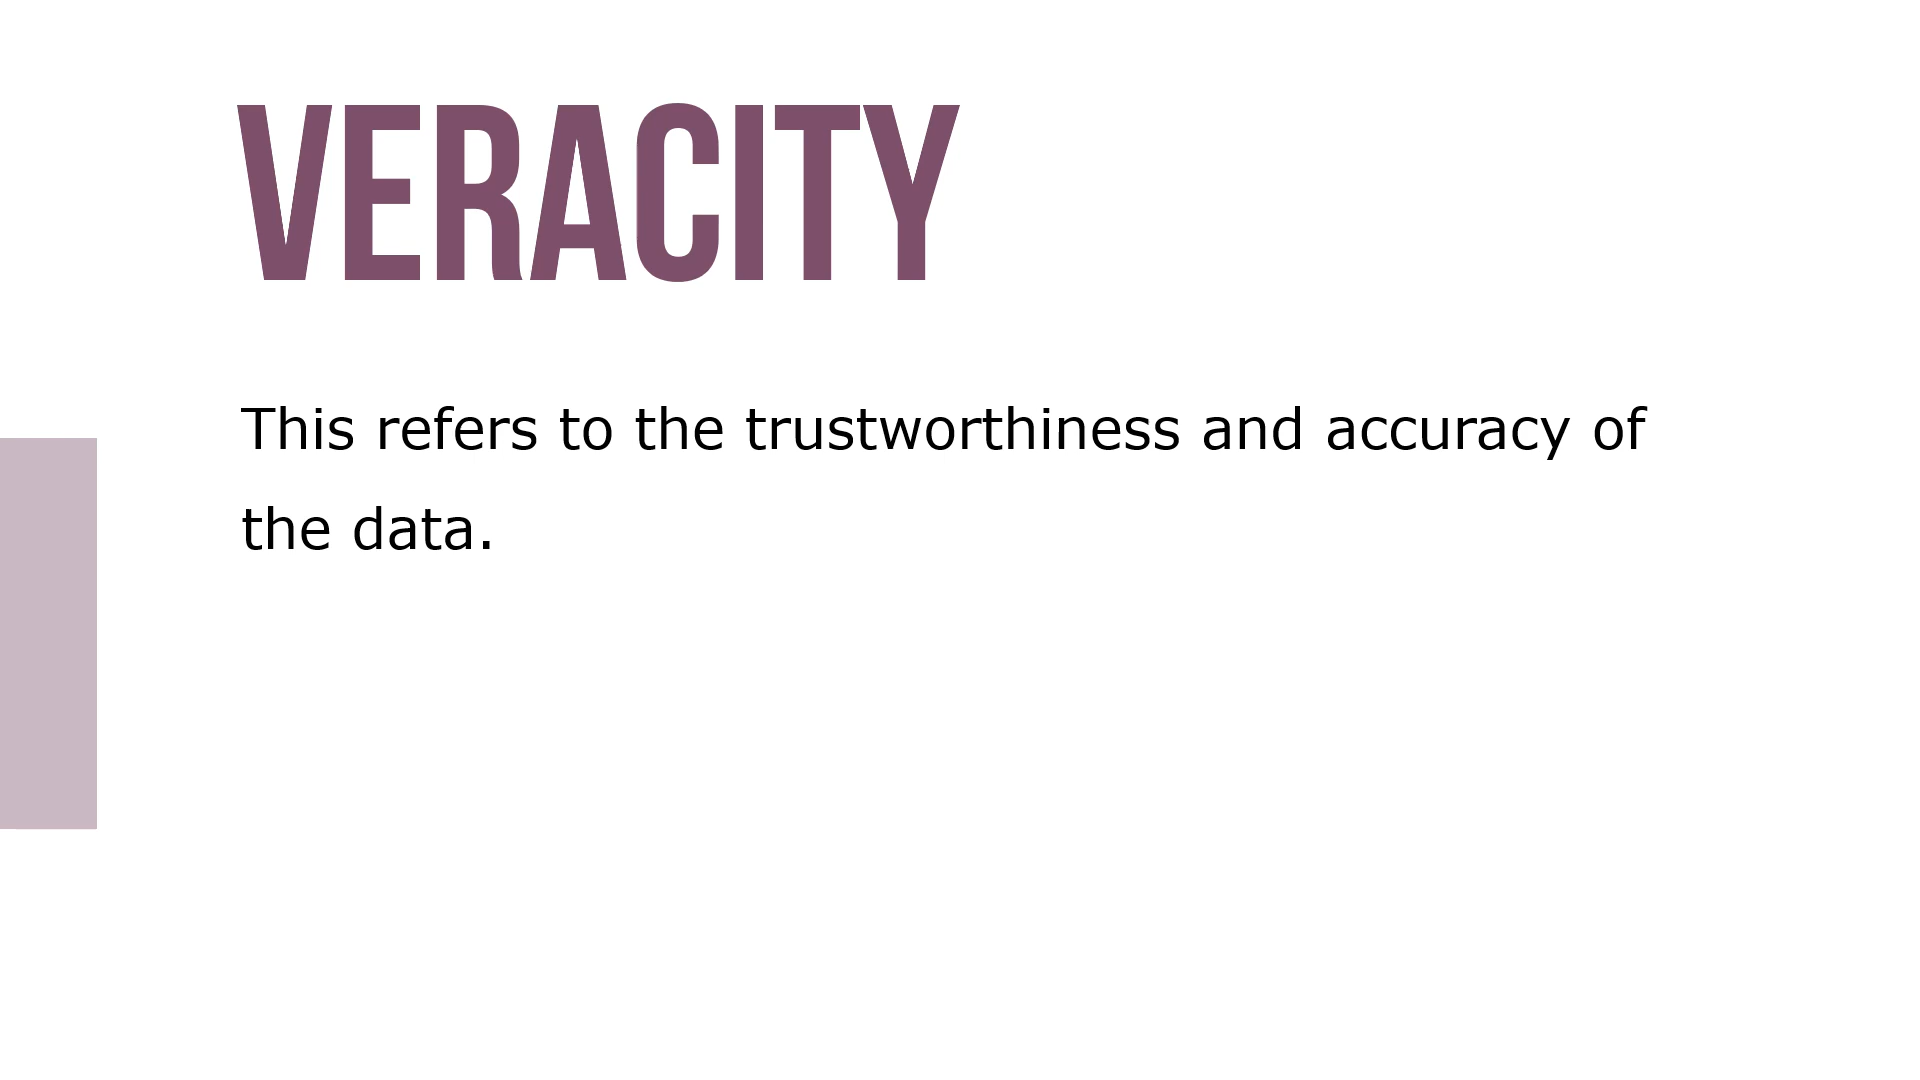 VERACITY
This refers to the trustworthiness and accuracy of
the data.